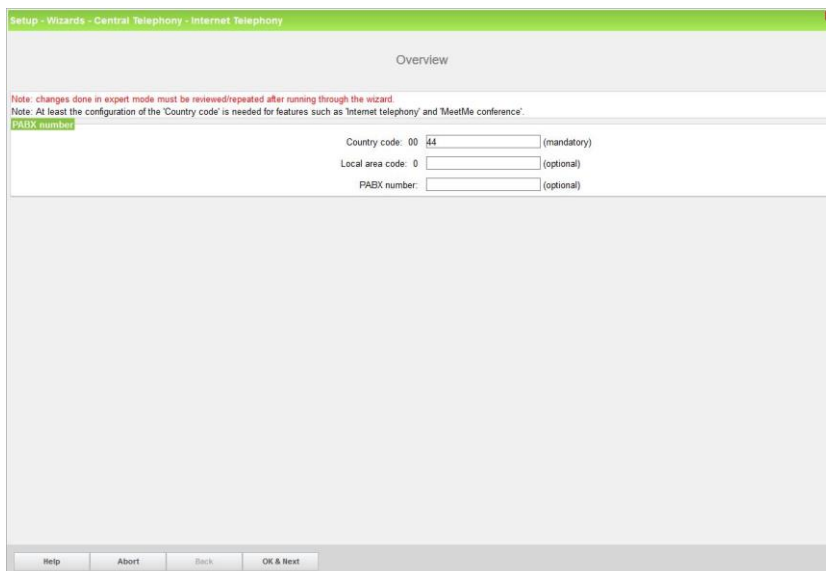 Setup - Wizards - Central Telephony - Internet Telephony
Overview
Note: changes done in expert mode must be reviewed/repeated after running through the wizard.
Note: At least the configuration of the 'Country code' is needed for features such as 'Internet telephony' and 'MeetMe conference'.
PABX number
Country code: 00 44 (mandatory)
Local area code: 0 (optional)
PABX number: (optional)
Help Abort Back OK & Next